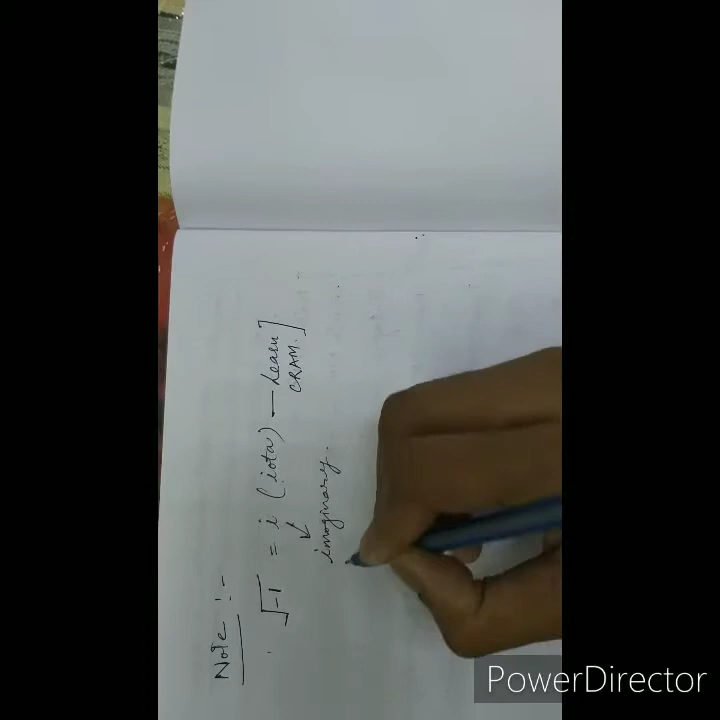 Note :-
√-1 = i (iota) — Learn]
CRAM.]
imaginary.
PowerDirector